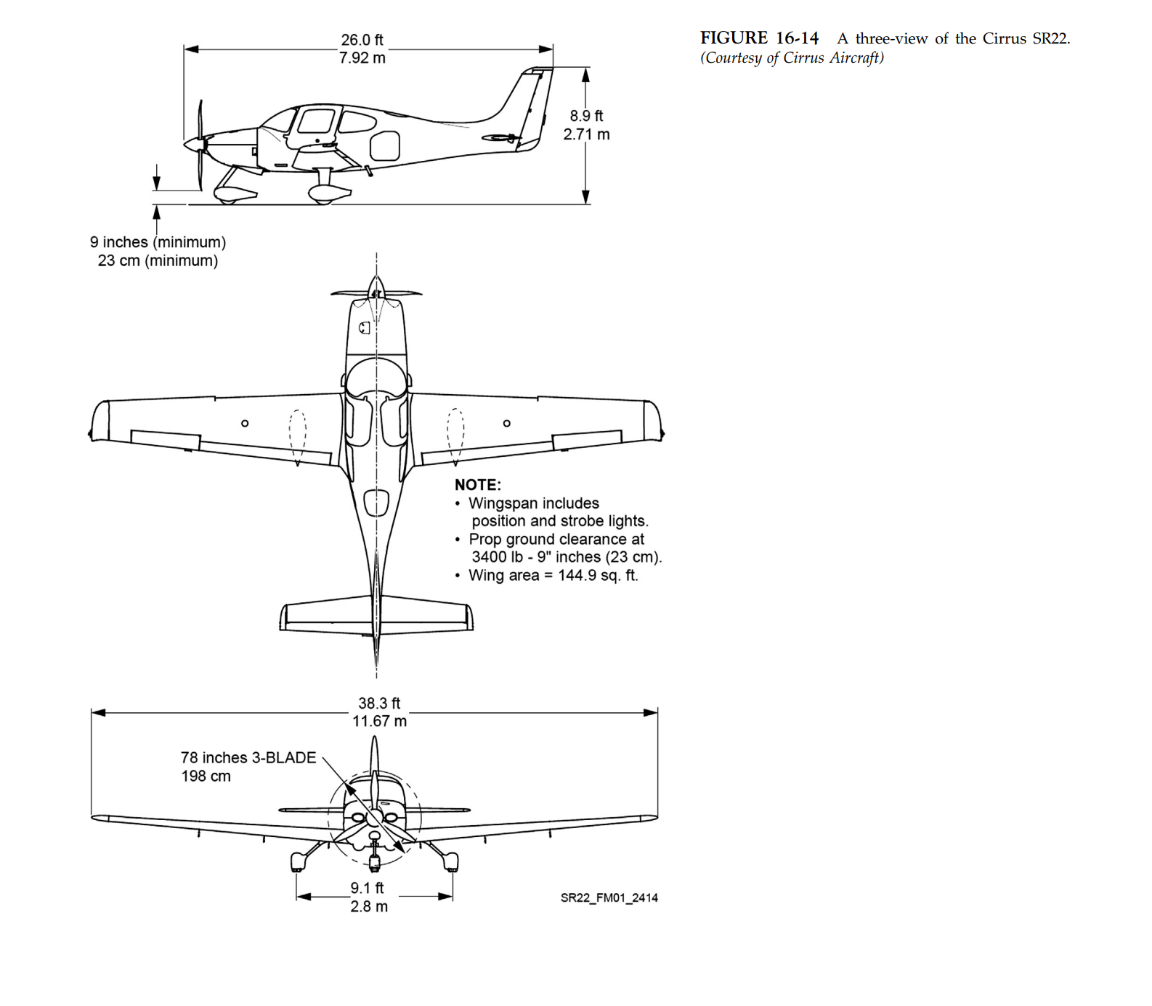 FIGURE 16-14 A three-view of the Cirrus SR22.
(Courtesy of Cirrus Aircraft)
26.0 ft
7.92 m
8.9 ft
2.71 m
9 inches (minimum)
23 cm (minimum)
NOTE:
• Wingspan includes
position and strobe lights.
• Prop ground clearance at
3400 lb - 9" inches (23 cm).
• Wing area = 144.9 sq. ft.
38.3 ft
11.67 m
78 inches 3-BLADE
198 cm
9.1 ft
2.8 m
SR22_FM01_2414